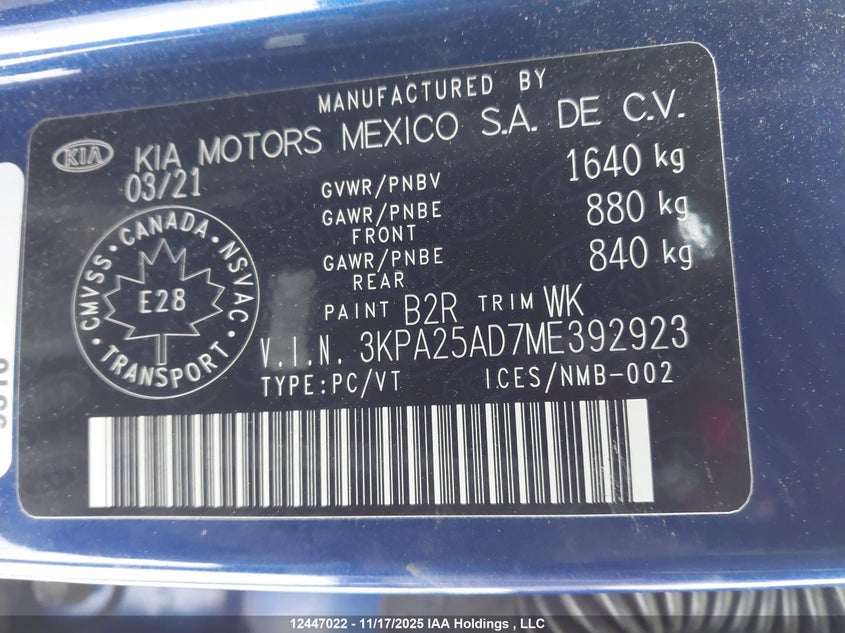 MANUFACTURED BY
KIA KIA MOTORS MEXICO S.A. DE C.V.
03/21
GVWR/PNBV 1640 kg
GAWR/PNBE 880 kg
FRONT
GAWR/PNBE 840 kg
REAR
CMVSS • CANADA • NSVAC • TRANSPORT •
E28
PAINT B2R TRIM WK
V.I.N. 3KPA25AD7ME392923
TYPE:PC/VT ICES/NMB-002
12447022 - 11/17/2025 IAA Holdings , LLC